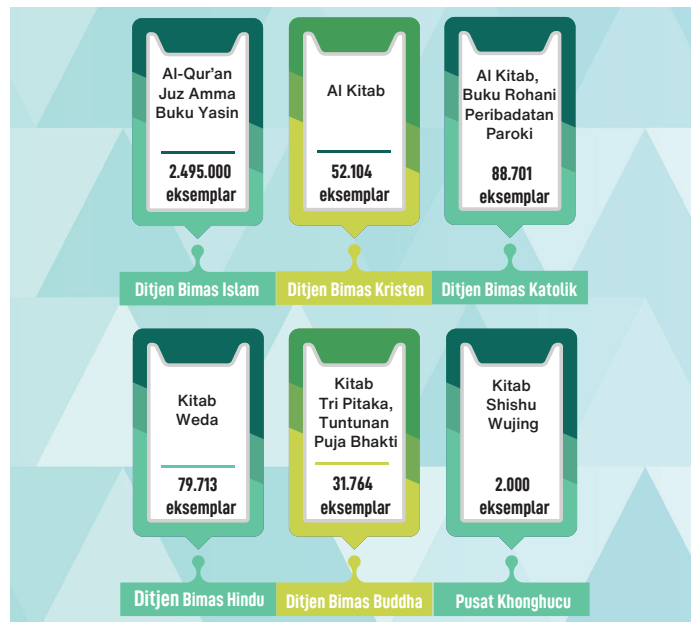 Al-Qur'an
Juz Amma
Buku Yasin
2.495.000
eksemplar
Ditjen Bimas Islam
Al Kitab
52.104
eksemplar
Ditjen Bimas Kristen
Al Kitab,
Buku Rohani
Peribadatan
Paroki
88.701
eksemplar
Ditjen Bimas Katolik
Kitab
Weda
79.713
eksemplar
Ditjen Bimas Hindu
Kitab
Tri Pitaka,
Tuntunan
Puja Bhakti
31.764
eksemplar
Ditjen Bimas Buddha
Kitab
Shishu
Wujing
2.000
eksemplar
Pusat Khonghucu